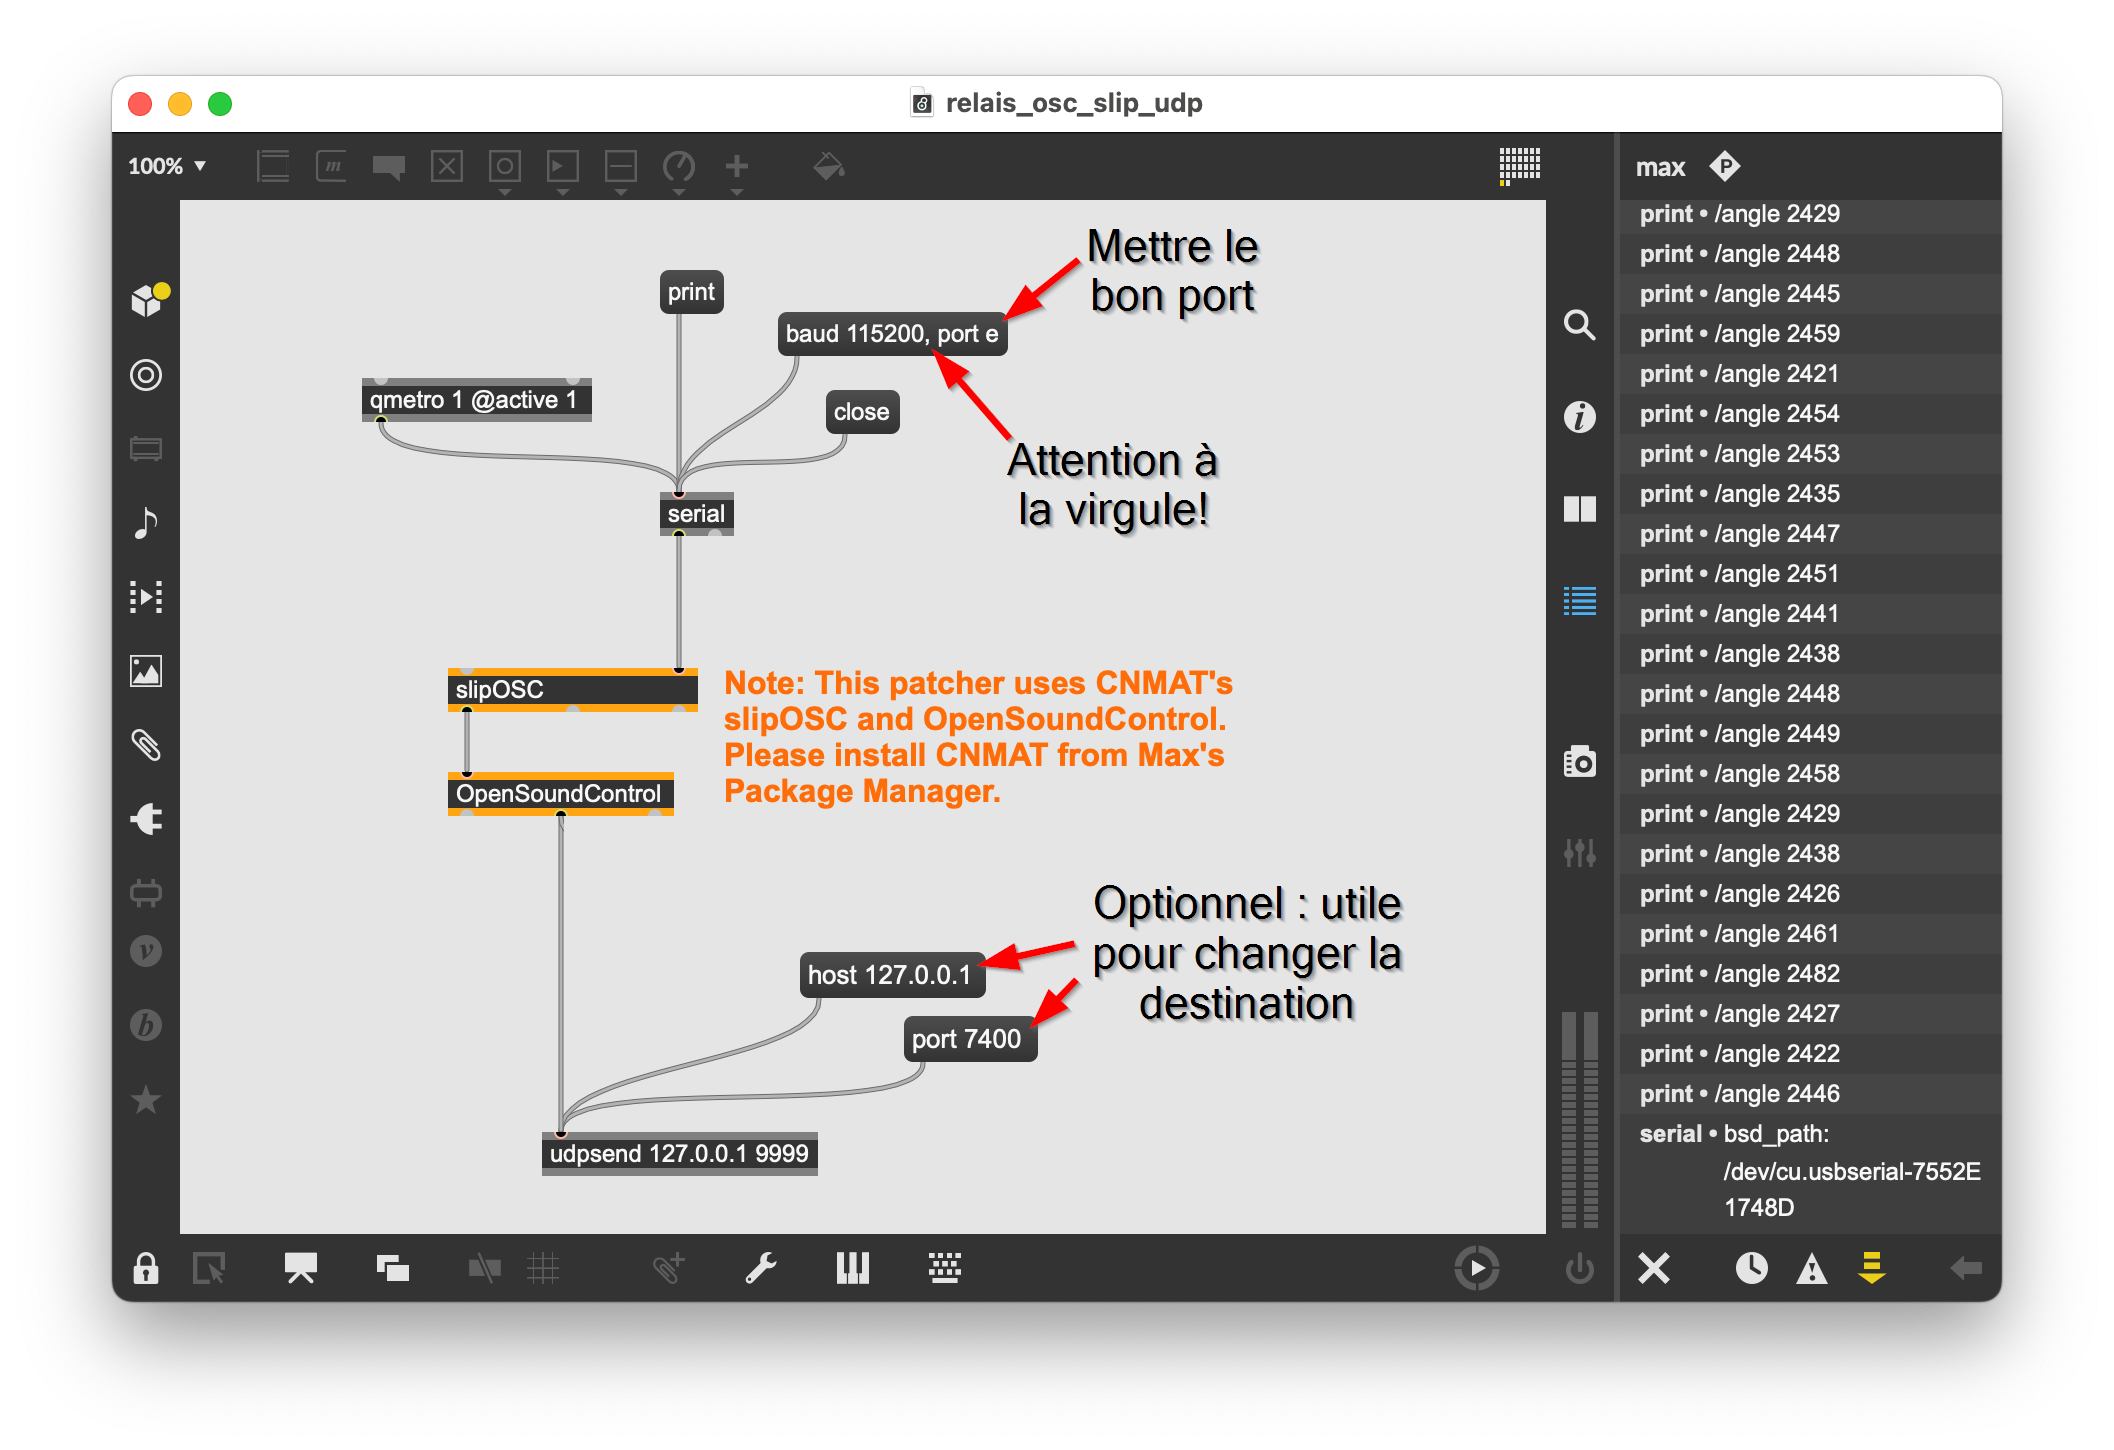 relais_osc_slip_udp
100%
max
print
Mettre le
bon port
baud 115200, port e
qmetro 1 @active 1
close
Attention à
la virgule!
serial
slipOSC
Note: This patcher uses CNMAT's
slipOSC and OpenSoundControl.
Please install CNMAT from Max's
Package Manager.
OpenSoundControl
Optionnel : utile
pour changer la
destination
host 127.0.0.1
port 7400
udpsend 127.0.0.1 9999
print • /angle 2429
print • /angle 2448
print • /angle 2445
print • /angle 2459
print • /angle 2421
print • /angle 2454
print • /angle 2453
print • /angle 2435
print • /angle 2447
print • /angle 2451
print • /angle 2441
print • /angle 2438
print • /angle 2448
print • /angle 2449
print • /angle 2458
print • /angle 2429
print • /angle 2438
print • /angle 2426
print • /angle 2461
print • /angle 2482
print • /angle 2427
print • /angle 2422
print • /angle 2446
serial • bsd_path:
/dev/cu.usbserial-7552E
1748D